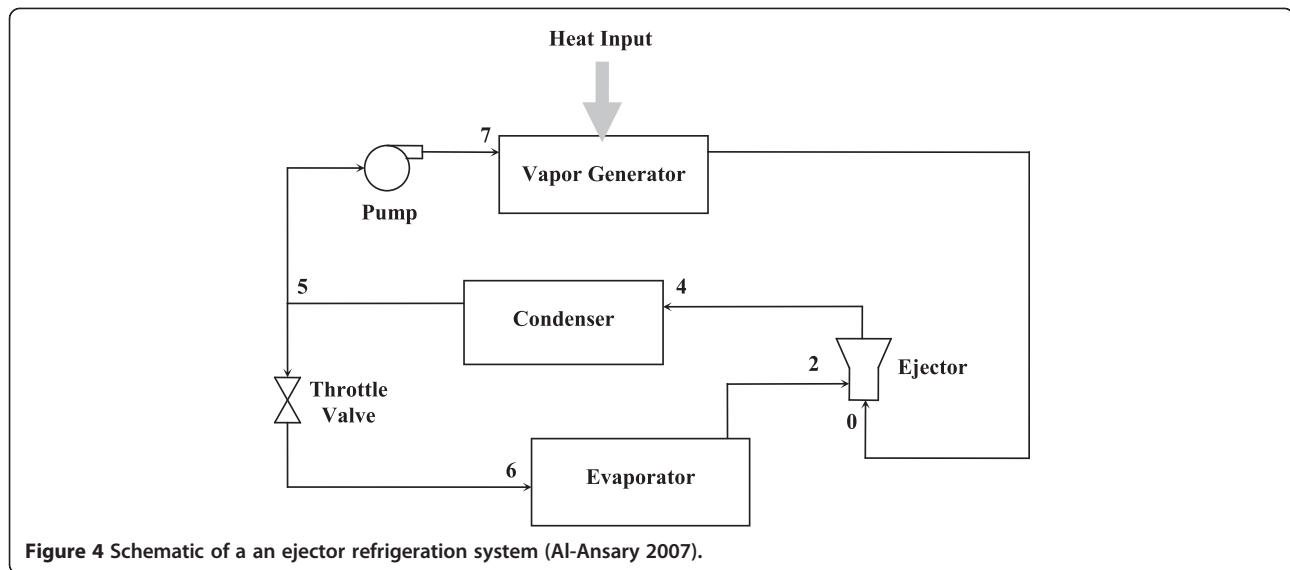 Heat Input
7
Vapor Generator
Pump
5
4
Condenser
Throttle
Valve
2
Ejector
0
6
Evaporator
Figure 4 Schematic of a an ejector refrigeration system (Al-Ansary 2007).